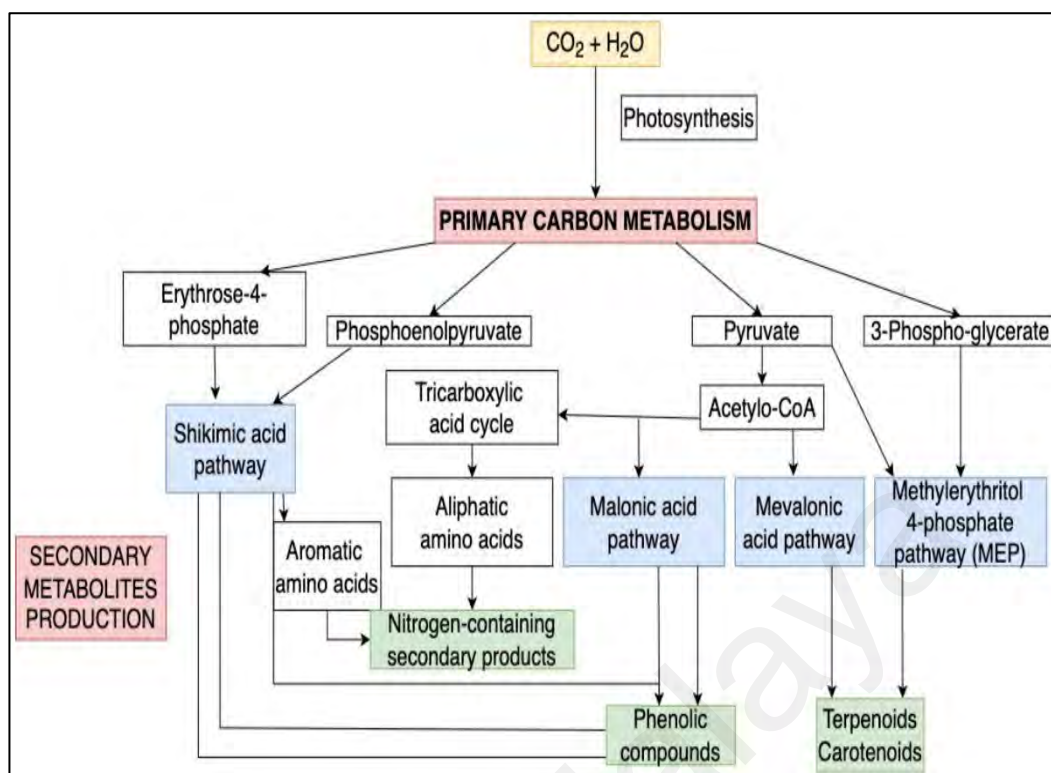 CO₂ + H₂O
Photosynthesis
PRIMARY CARBON METABOLISM
Erythrose-4-
phosphate
Phosphoenolpyruvate
Pyruvate
3-Phospho-glycerate
Tricarboxylic
acid cycle
Acetylo-CoA
Shikimic acid
pathway
Aliphatic
amino acids
Malonic acid
pathway
Mevalonic
acid pathway
Methylerythritol
4-phosphate
pathway (MEP)
SECONDARY
METABOLITES
PRODUCTION
Aromatic
amino acids
Nitrogen-containing
secondary products
Phenolic
compounds
Terpenoids
Carotenoids